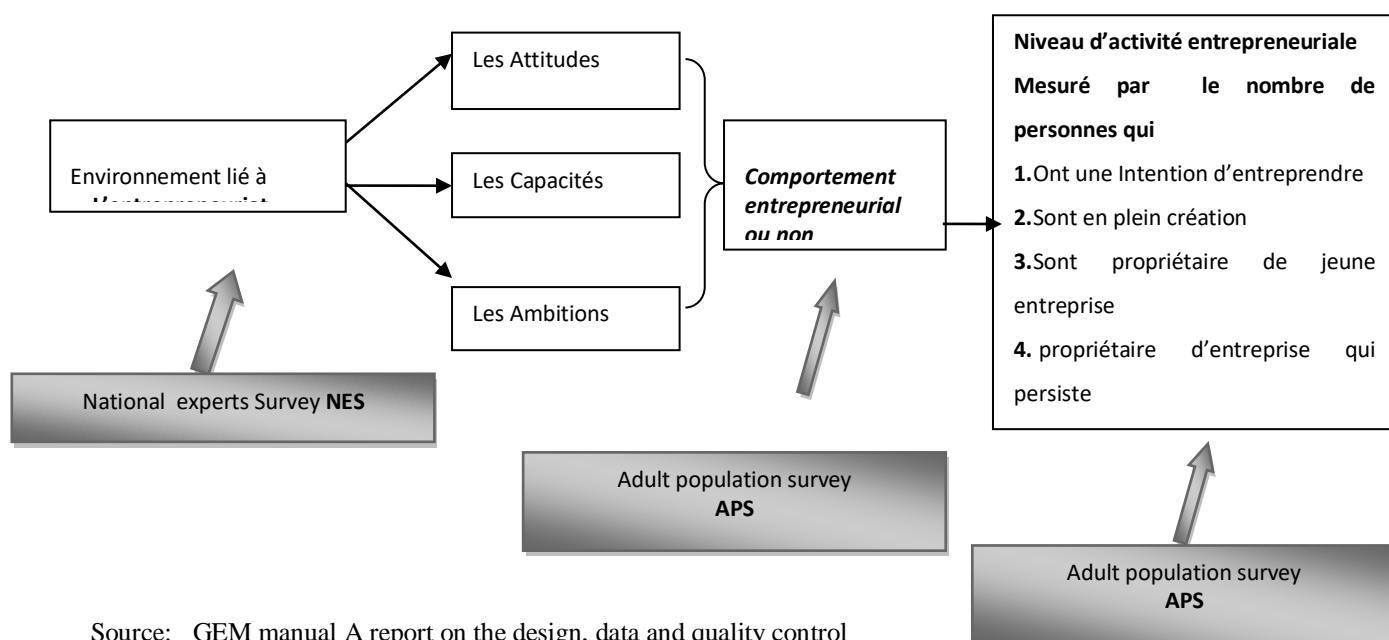 Environnement lié à
L'entrepreneuriat
Les Attitudes
Les Capacités
Les Ambitions
Comportement
entrepreneurial
ou non
Niveau d’activité entrepreneuriale
Mesuré par le nombre de
personnes qui
1.Ont une Intention d’entreprendre
2.Sont en plein création
3.Sont propriétaire de jeune
entreprise
4. propriétaire d’entreprise qui
persiste
National experts Survey NES
Adult population survey
APS
Adult population survey
APS
Source: GEM manual A report on the design, data and quality control